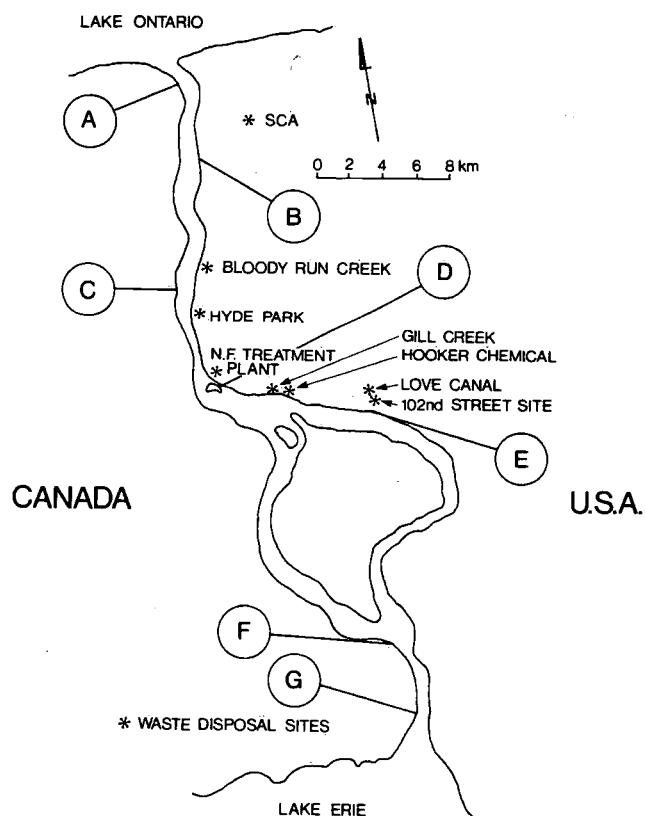 LAKE ONTARIO
N
A
* SCA
0 2 4 6 8 km
B
* BLOODY RUN CREEK
D
C
* HYDE PARK
GILL CREEK
N.F. TREATMENT
HOOKER CHEMICAL
* PLANT
* *
* LOVE CANAL
* 102nd STREET SITE
E
CANADA
U.S.A.
F
G
* WASTE DISPOSAL SITES
LAKE ERIE